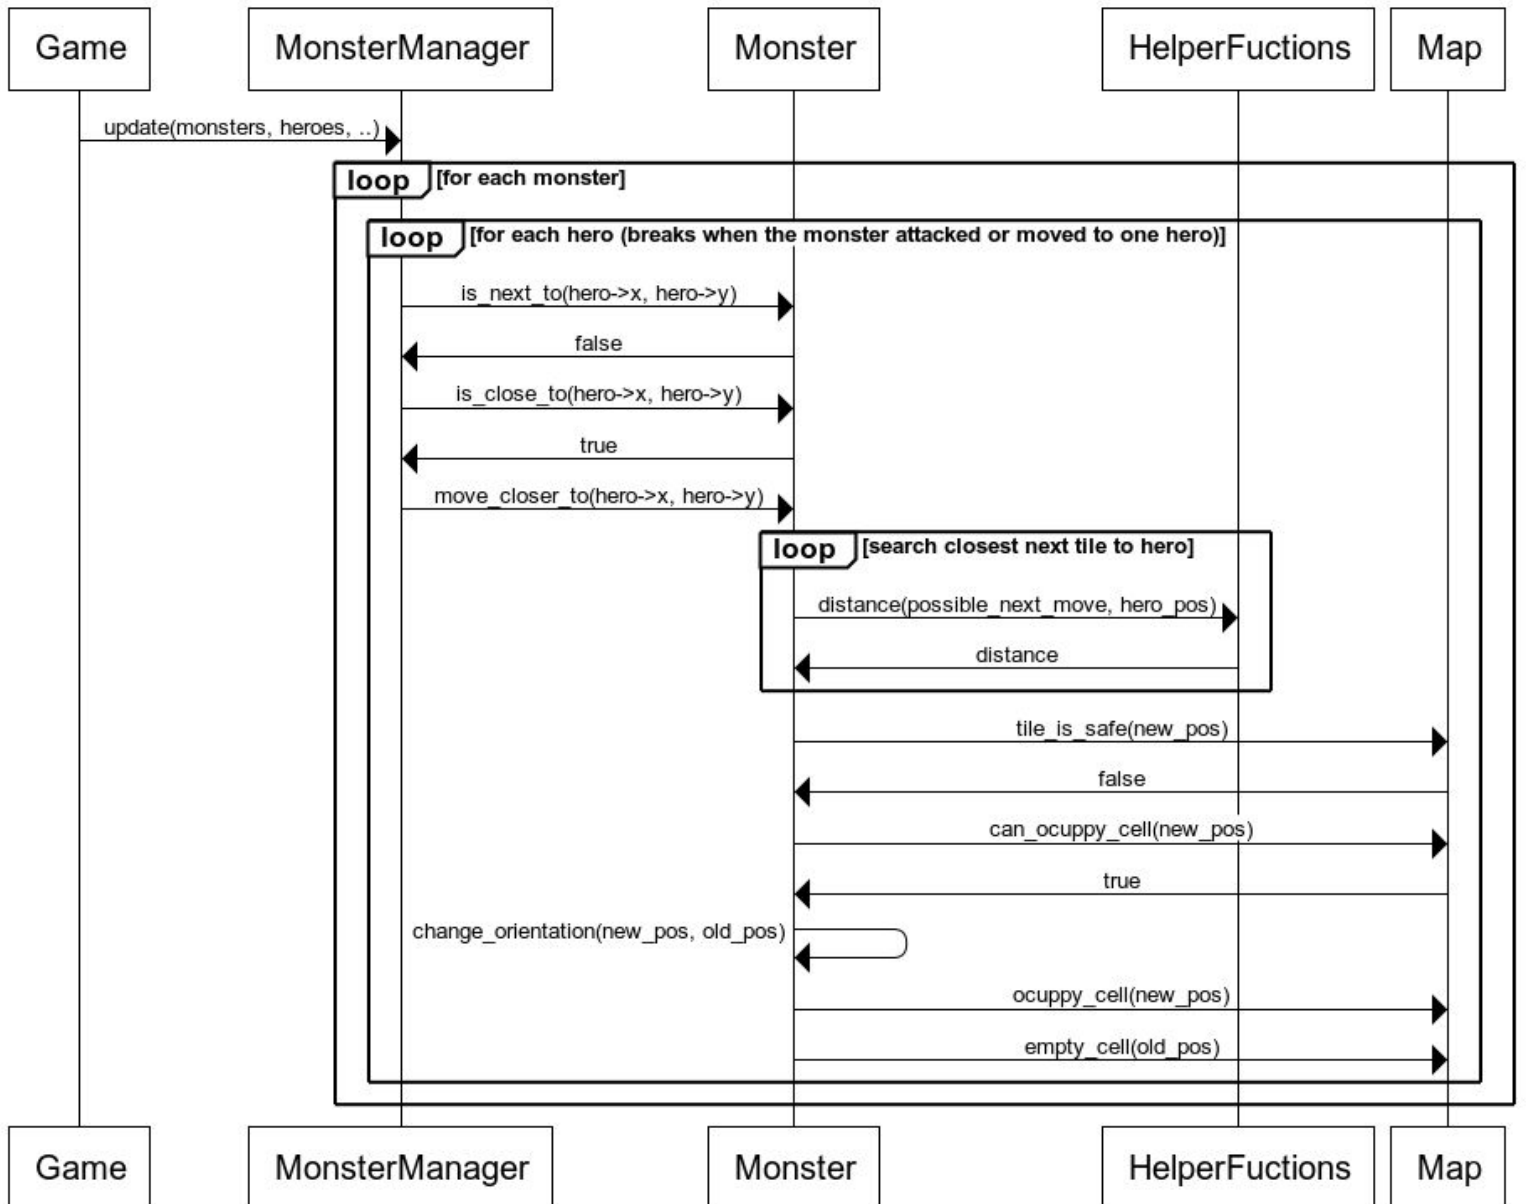 Game
MonsterManager
Monster
HelperFuctions
Map
update(monsters, heroes, ..)
loop [for each monster]
loop [for each hero (breaks when the monster attacked or moved to one hero)]
is_next_to(hero->x, hero->y)
false
is_close_to(hero->x, hero->y)
true
move_closer_to(hero->x, hero->y)
loop [search closest next tile to hero]
distance(possible_next_move, hero_pos)
distance
tile_is_safe(new_pos)
false
can_ocuppy_cell(new_pos)
true
change_orientation(new_pos, old_pos)
ocuppy_cell(new_pos)
empty_cell(old_pos)
Game
MonsterManager
Monster
HelperFuctions
Map